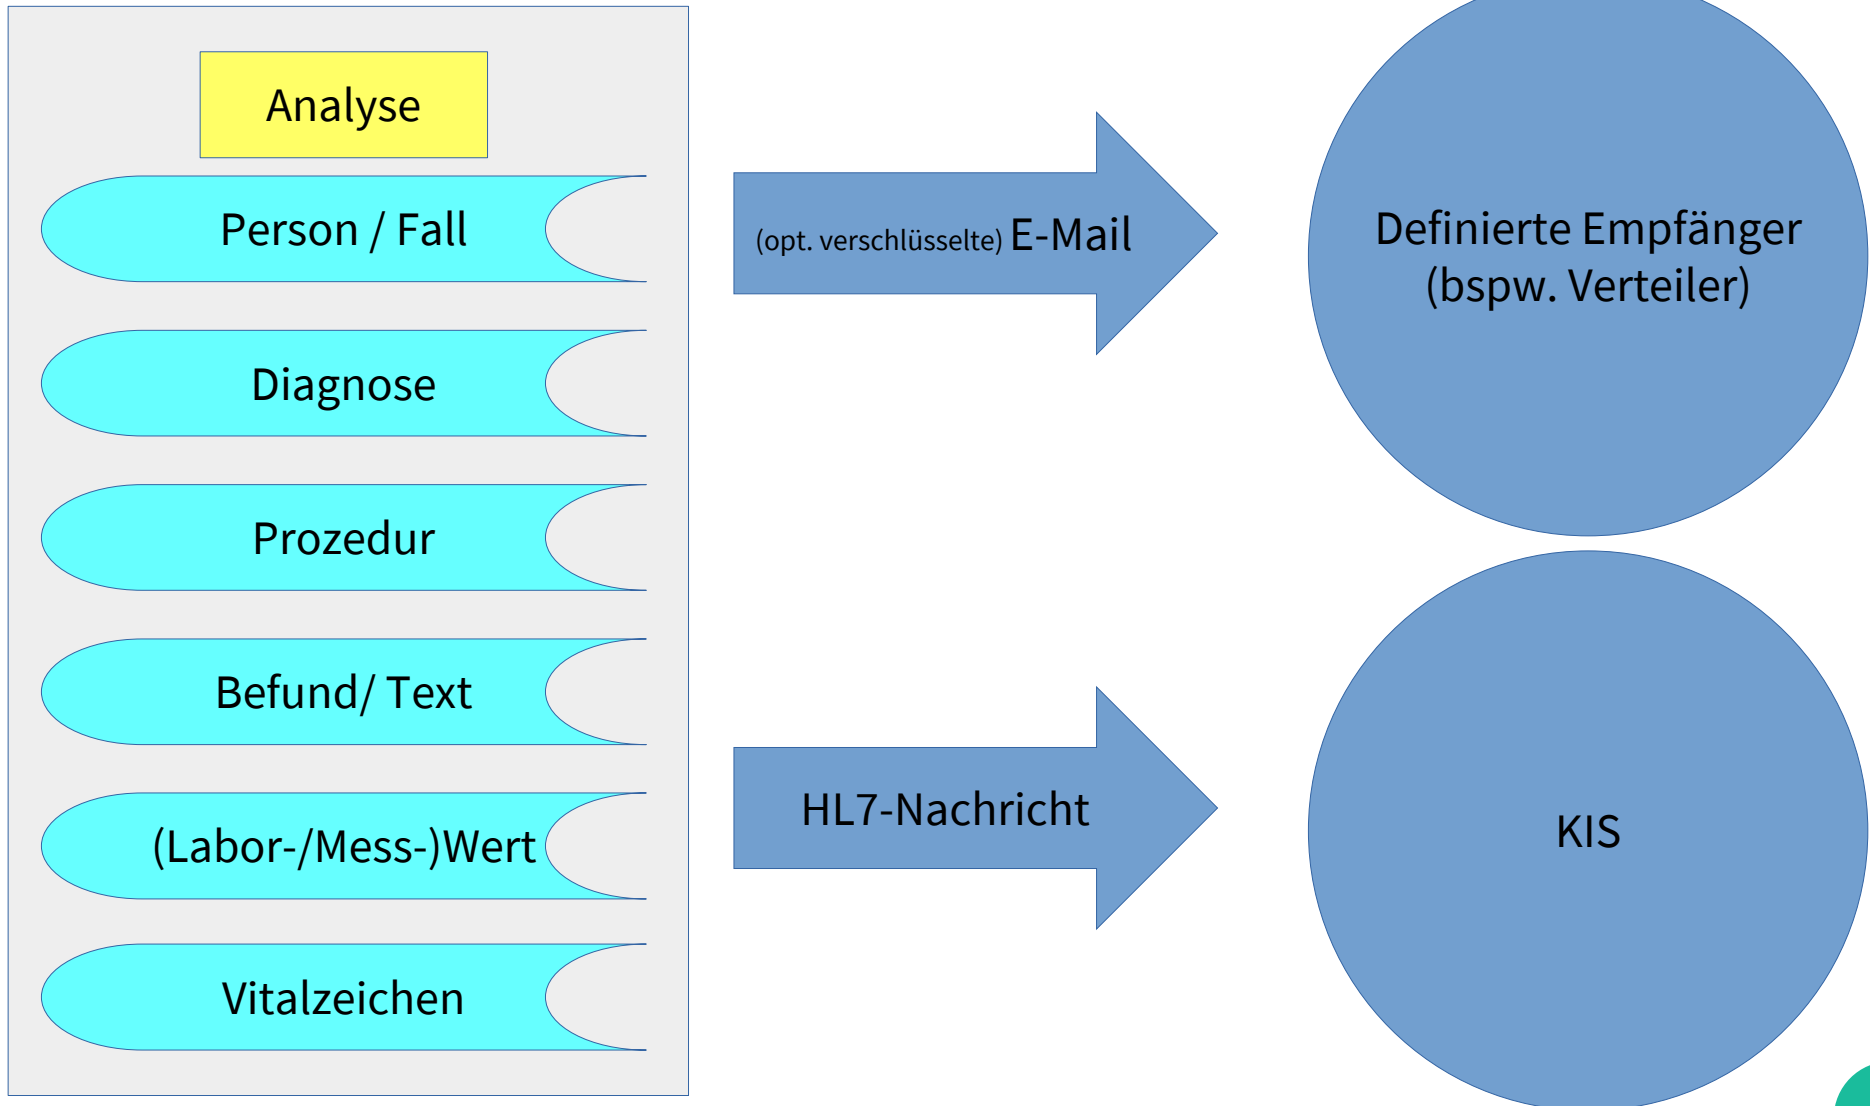 Analyse
Person / Fall
Diagnose
Prozedur
Befund/ Text
(Labor-/Mess-)Wert
Vitalzeichen
(opt. verschlüsselte) E-Mail
HL7-Nachricht
Definierte Empfänger
(bspw. Verteiler)
KIS